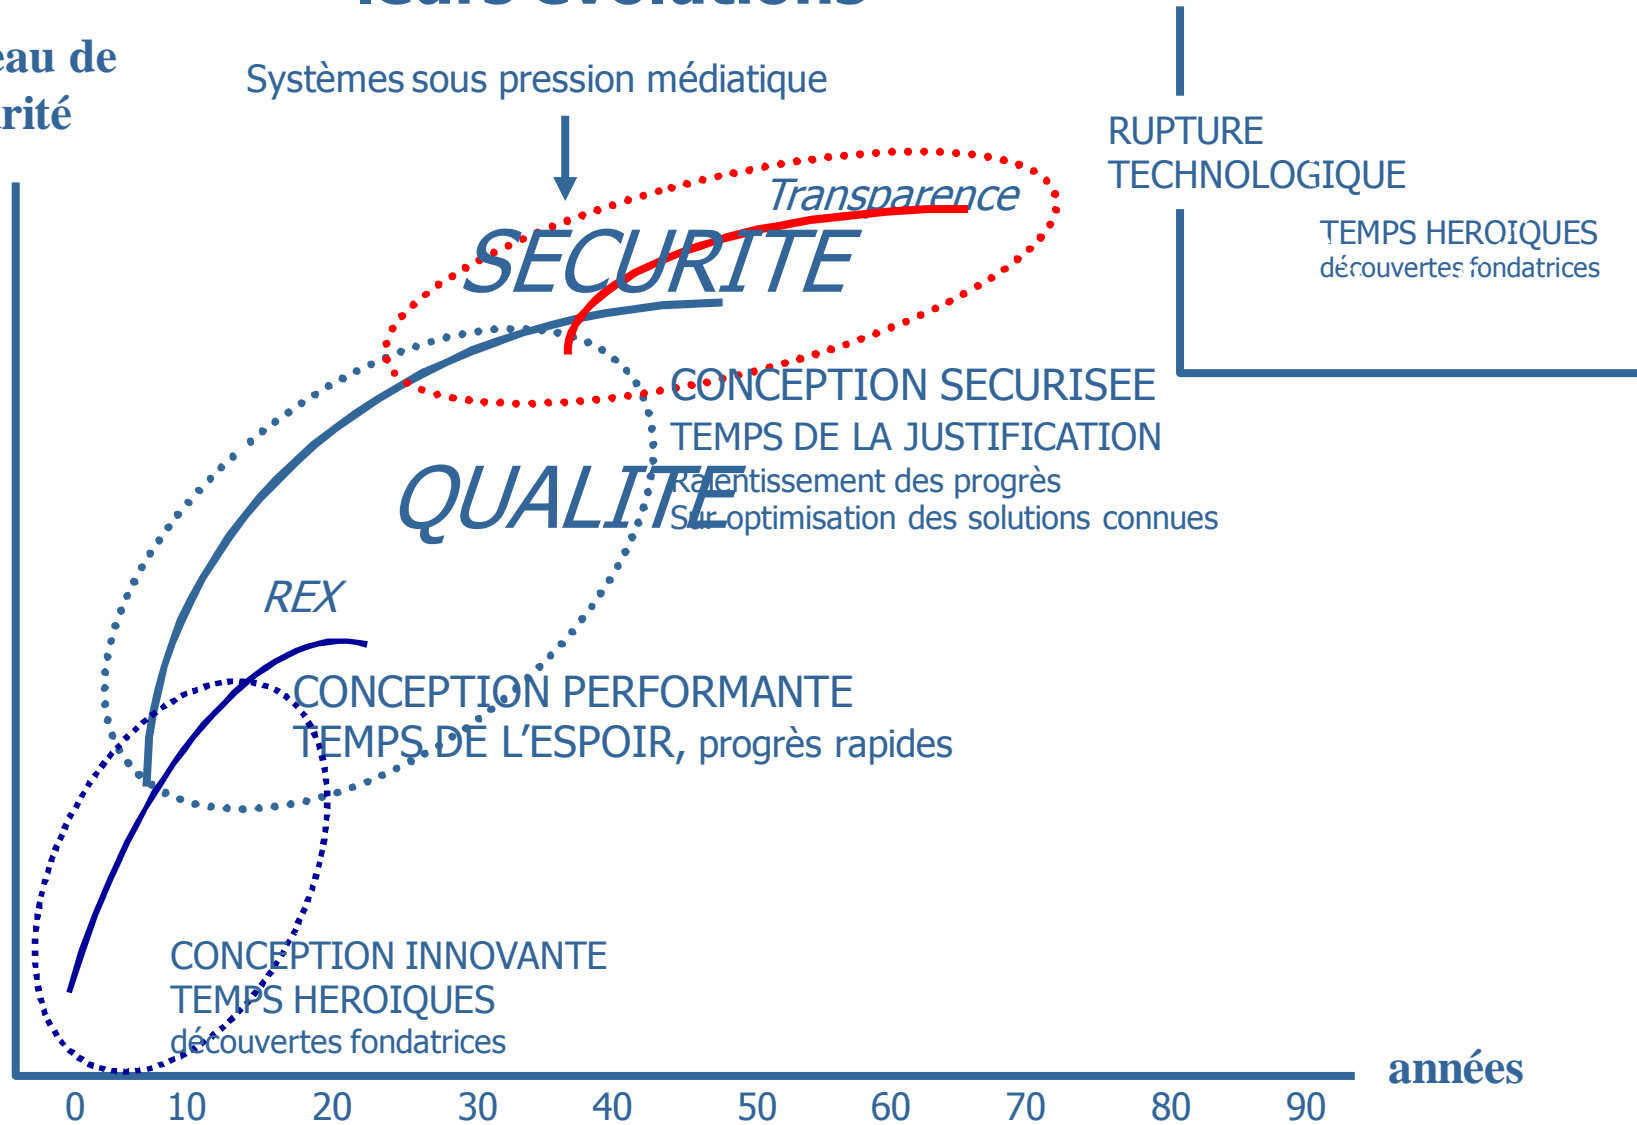 leurs évolutions
eau de
rité
Systèmes sous pression médiatique
RUPTURE
TECHNOLOGIQUE
Transparence
TEMPS HEROIQUES
découvertes fondatrices
SECURITE
CONCEPTION SECURISEE
TEMPS DE LA JUSTIFICATION
QUALITE
Ralentissement des progrès
Sur optimisation des solutions connues
REX
CONCEPTION PERFORMANTE
TEMPS DE L’ESPOIR, progrès rapides
CONCEPTION INNOVANTE
TEMPS HEROIQUES
découvertes fondatrices
années
0 10 20 30 40 50 60 70 80 90